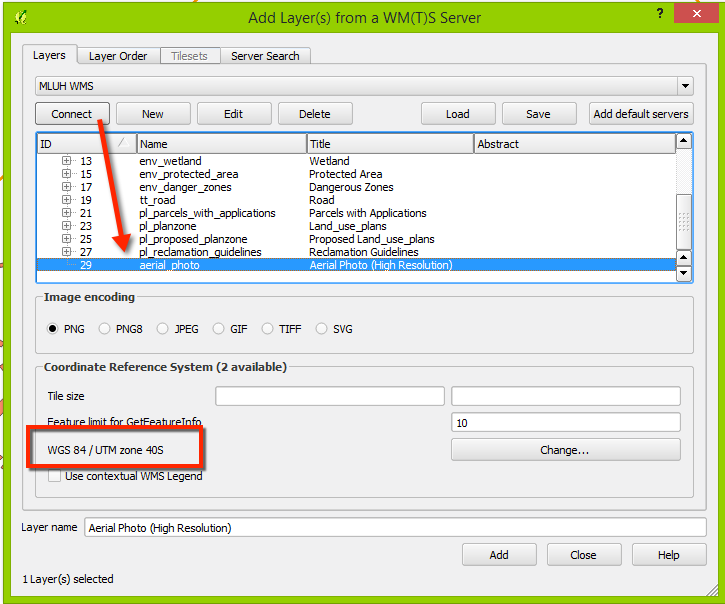 Add Layer(s) from a WM(T)S Server
? ×
Layers Layer Order Tilesets Server Search
MLUH WMS
Connect New Edit Delete Load Save Add default servers
ID Name Title Abstract
13 env_wetland Wetland
15 env_protected_area Protected Area
17 env_danger_zones Dangerous Zones
19 tt_road Road
21 pl_parcels_with_applications Parcels with Applications
23 pl_planzone Land_use_plans
25 pl_proposed_planzone Proposed Land_use_plans
27 pl_reclamation_guidelines Reclamation Guidelines
29 aerial_photo Aerial Photo (High Resolution)
Image encoding
PNG PNG8 JPEG GIF TIFF SVG
Coordinate Reference System (2 available)
Tile size
Feature limit for GetFeatureInfo 10
WGS 84 / UTM zone 40S Change...
Use contextual WMS Legend
Layer name Aerial Photo (High Resolution)
Add Close Help
1 Layer(s) selected